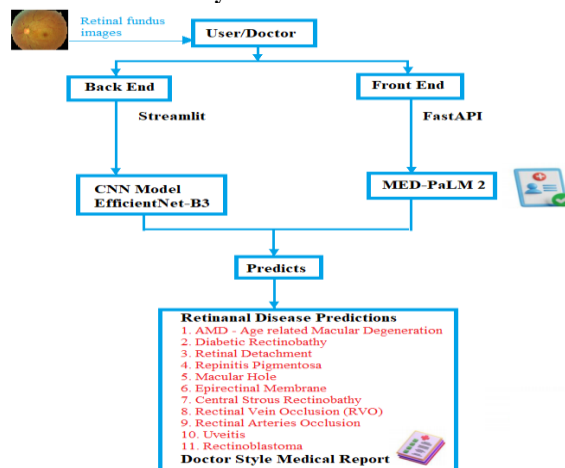 Retinal fundus
images
User/Doctor
Back End
Front End
Streamlit
FastAPI
CNN Model
EfficientNet-B3
MED-PaLM 2
Predicts
Retinanal Disease Predictions
1. AMD - Age related Macular Degeneration
2. Diabetic Rectinobathy
3. Retinal Detachment
4. Repinitis Pigmentosa
5. Macular Hole
6. Epirectinal Membrane
7. Central Strous Rectinobathy
8. Rectinal Vein Occlusion (RVO)
9. Rectinal Arteries Occlusion
10. Uveitis
11. Rectinoblastoma
Doctor Style Medical Report